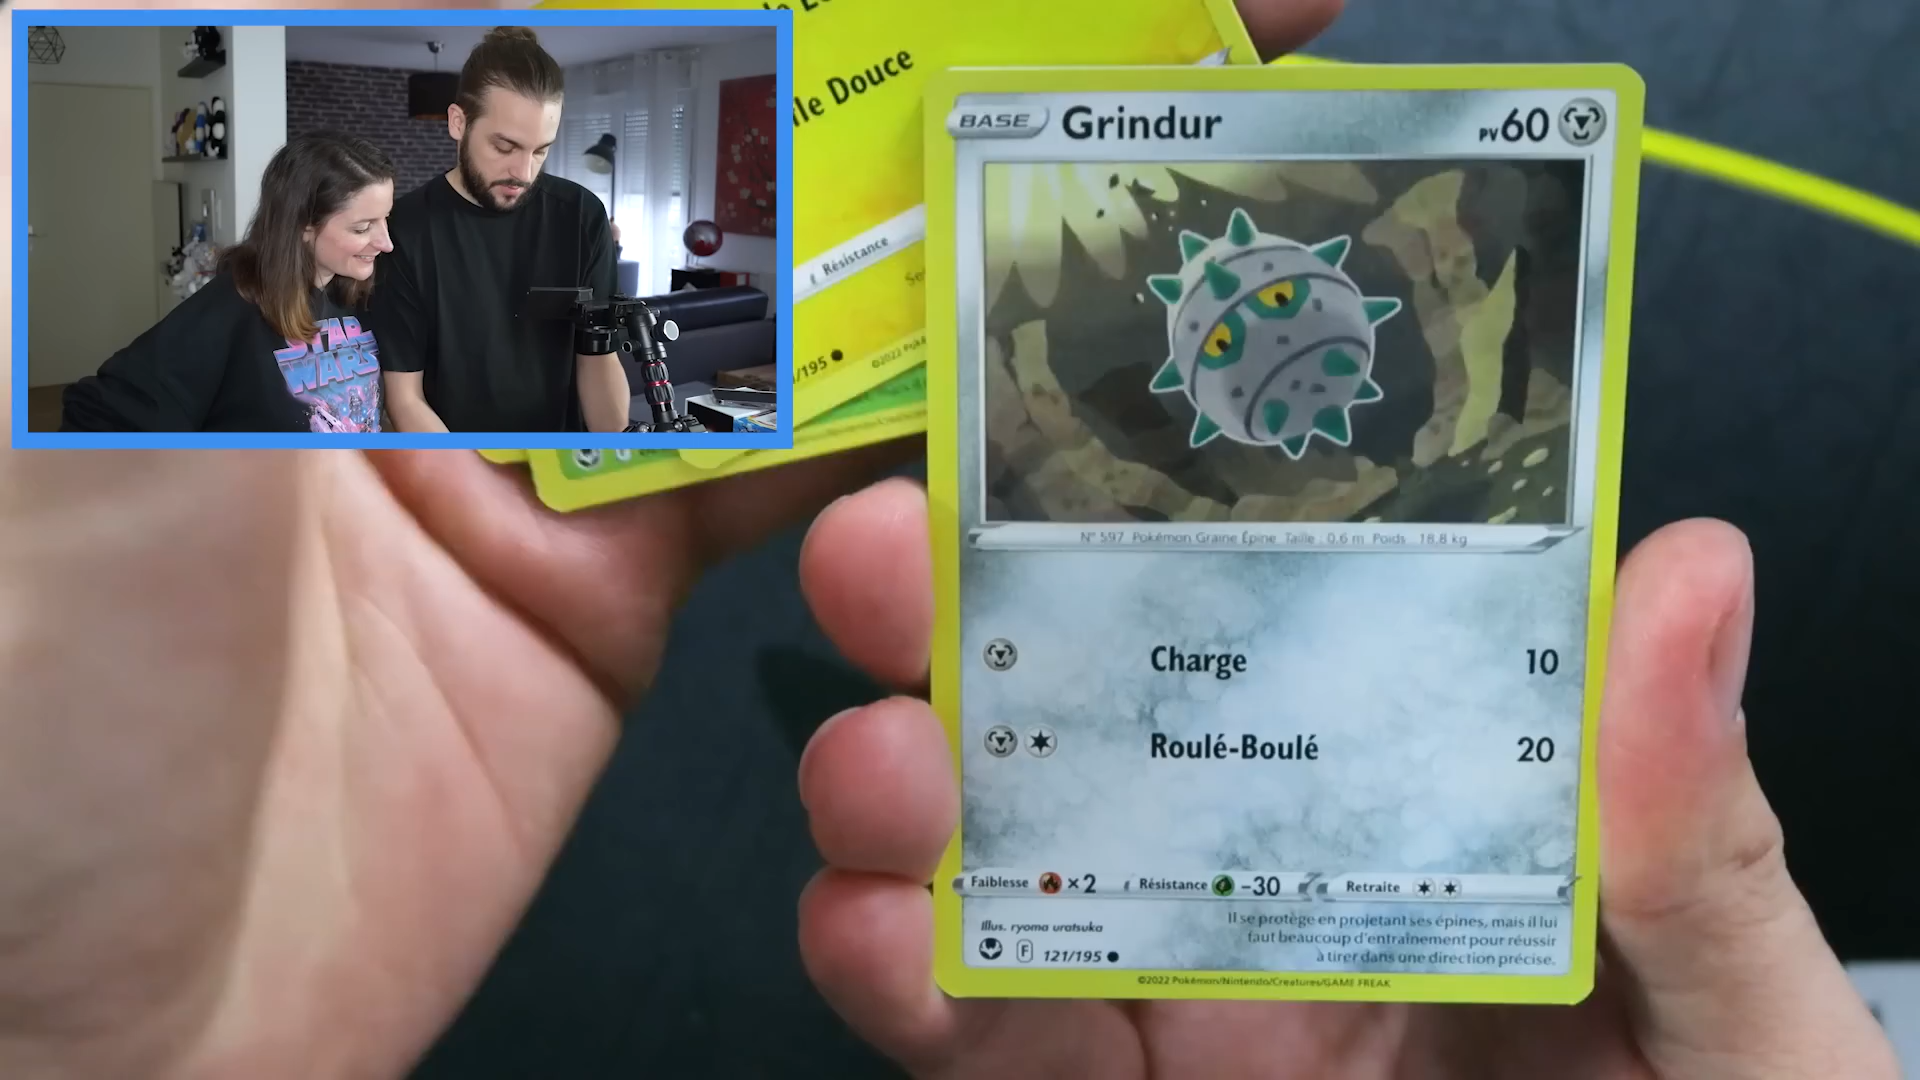 STAR
WARS
île Douce
Résistance
/195
©2022 Poké
BASE
Grindur
PV60
N° 597 Pokémon Graine Épine Taille : 0.6 m Poids : 18.8 kg
Charge 10
Roulé-Boulé 20
Faiblesse ×2 Résistance -30 Retraite
Illus. ryoma uratsuka
F 121/195
Il se protège en projetant ses épines, mais il lui
faut beaucoup d'entraînement pour réussir
à tirer dans une direction précise.
©2022 Pokémon/Nintendo/Creatures/GAME FREAK